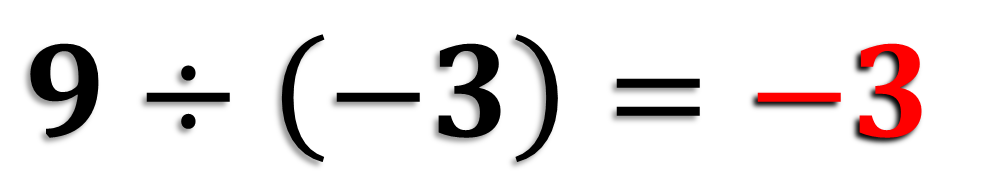 9 ÷ (−3) = −3